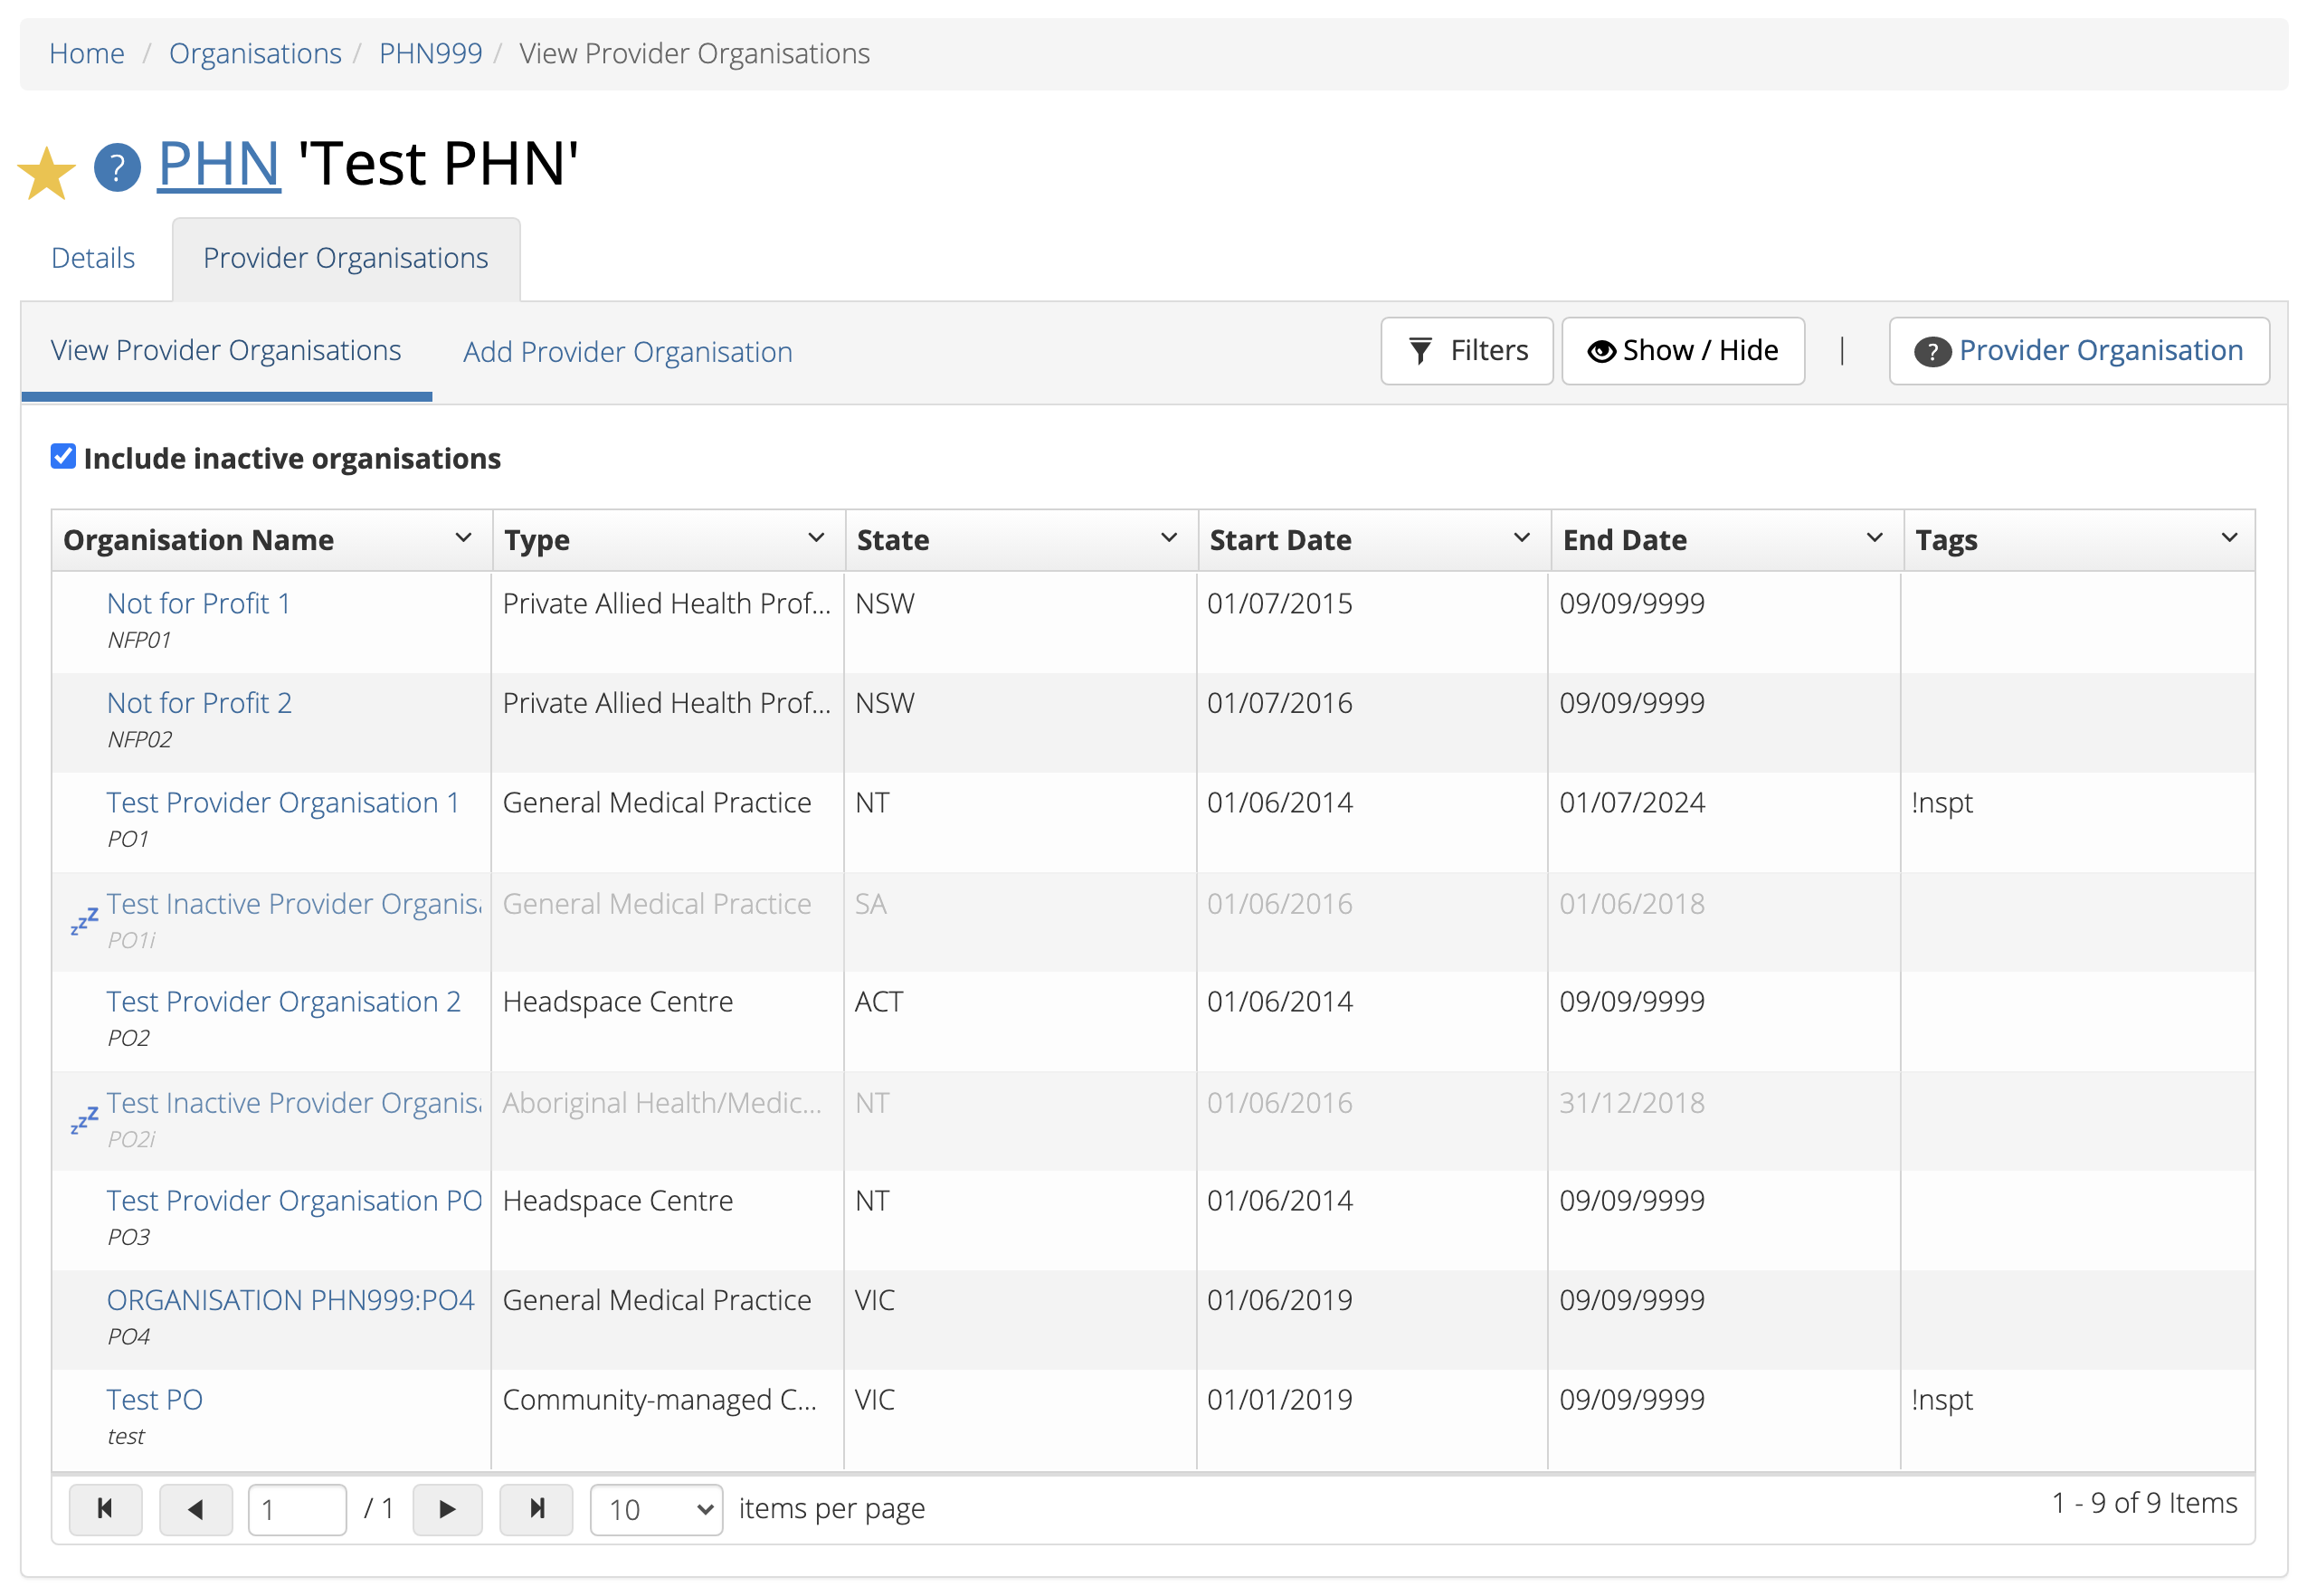 Home / Organisations / PHN999 / View Provider Organisations
? PHN 'Test PHN'
Details Provider Organisations
View Provider Organisations Add Provider Organisation Filters Show / Hide | ? Provider Organisation
Include inactive organisations
Organisation Name Type State Start Date End Date Tags
Not for Profit 1 Private Allied Health Prof... NSW 01/07/2015 09/09/9999
NFP01
Not for Profit 2 Private Allied Health Prof... NSW 01/07/2016 09/09/9999
NFP02
Test Provider Organisation 1 General Medical Practice NT 01/06/2014 01/07/2024 !nspt
PO1
zzZ Test Inactive Provider Organisa General Medical Practice SA 01/06/2016 01/06/2018
PO1i
Test Provider Organisation 2 Headspace Centre ACT 01/06/2014 09/09/9999
PO2
zzZ Test Inactive Provider Organisa Aboriginal Health/Medic... NT 01/06/2016 31/12/2018
PO2i
Test Provider Organisation PO Headspace Centre NT 01/06/2014 09/09/9999
PO3
ORGANISATION PHN999:PO4 General Medical Practice VIC 01/06/2019 09/09/9999
PO4
Test PO Community-managed C... VIC 01/01/2019 09/09/9999 !nspt
test
1 / 1 10 items per page 1 - 9 of 9 Items